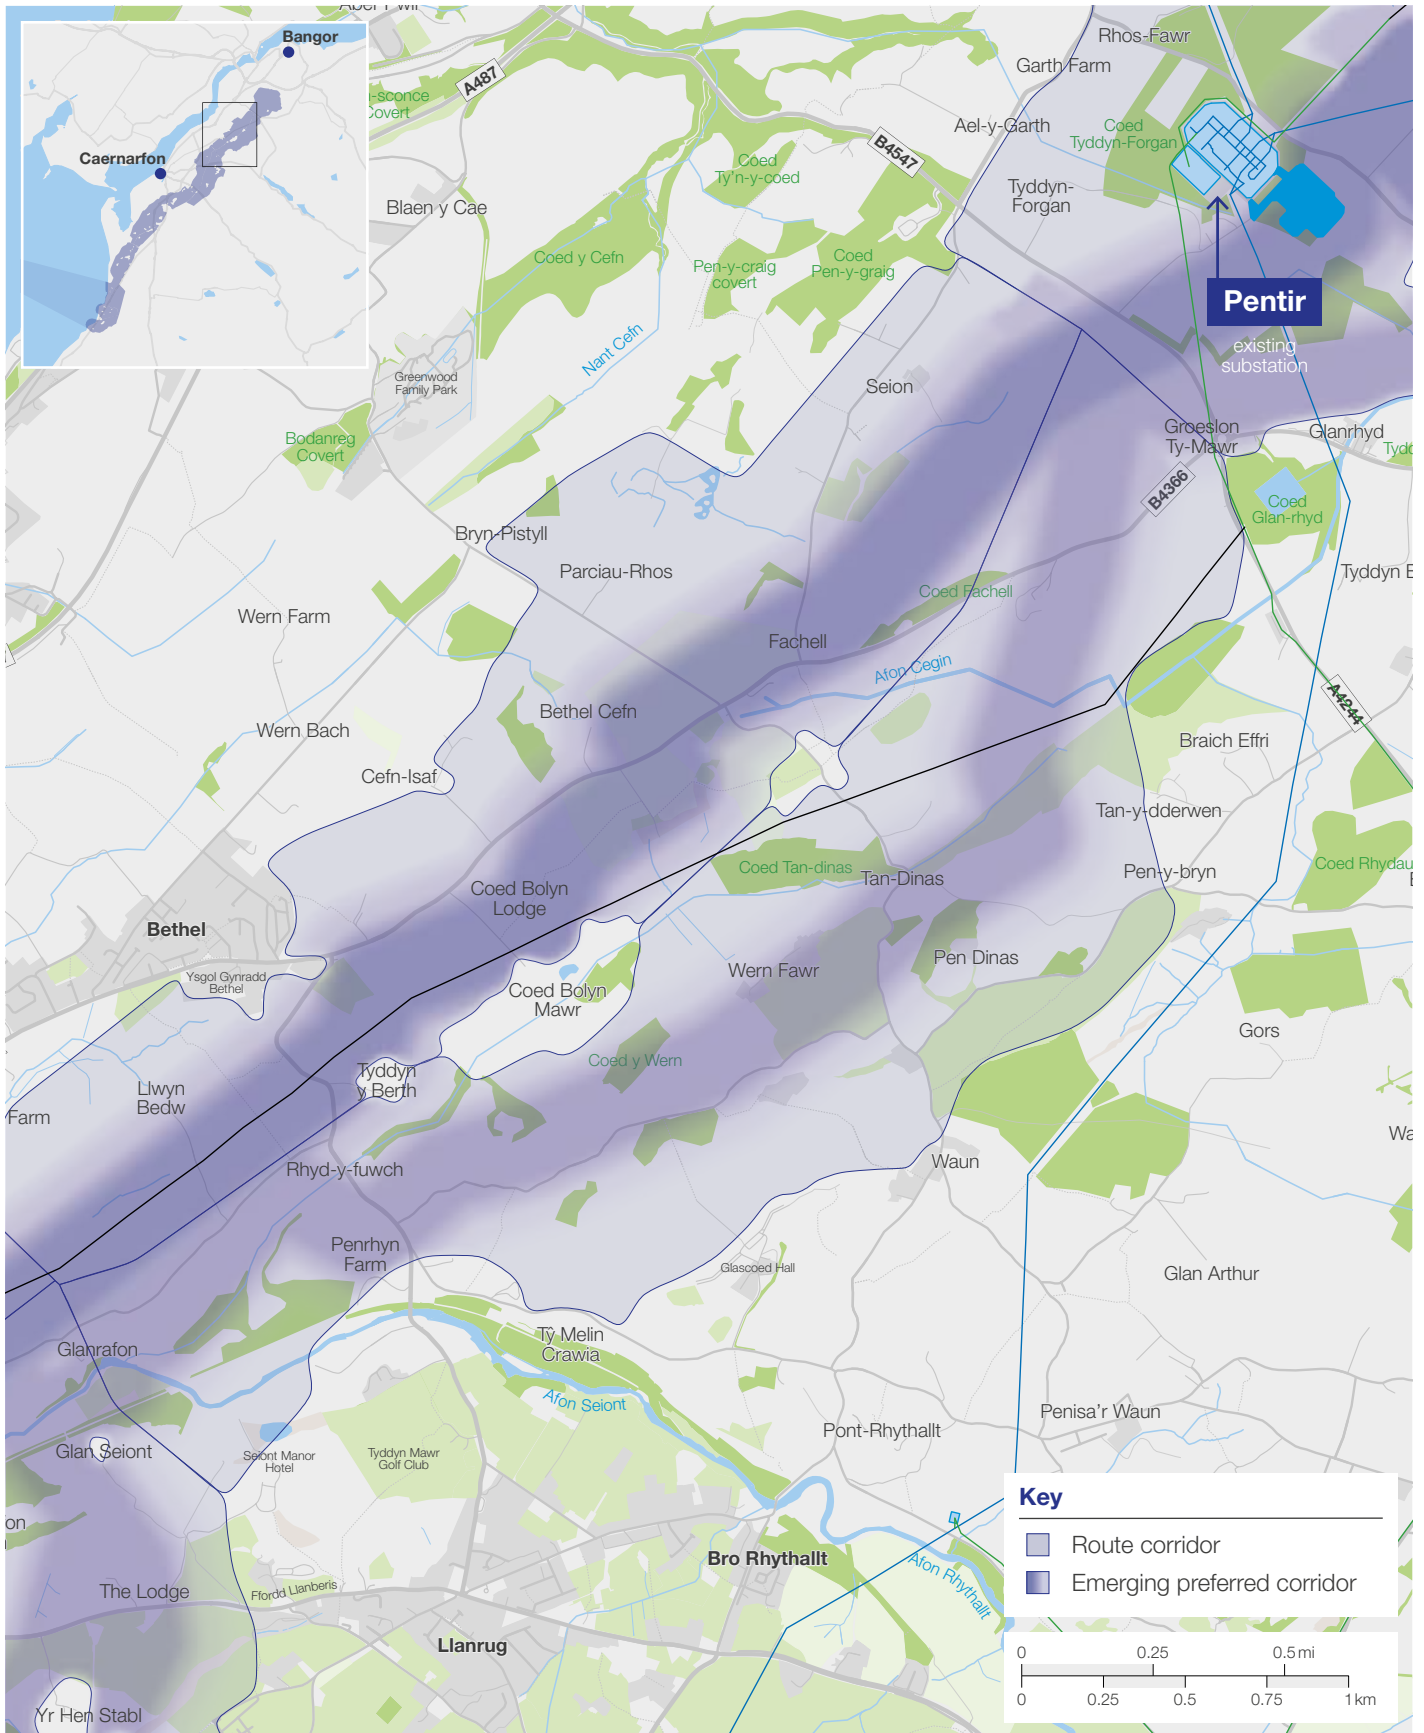 Bangor
Caernarfon
A487
-sconce
Covert
Blaen y Cae
Coed y Cefn
Coed
Ty'n-y-coed
B4547
Rhos-Fawr
Garth Farm
Ael-y-Garth
Coed
Tyddyn-Forgan
Tyddyn-
Forgan
Pen-y-craig
covert
Coed
Pen-y-graig
Pentir
existing
substation
Nant Cefn
Greenwood
Family Park
Seion
Bodanreg
Covert
Groeslon
Ty-Mawr
Glanrhyd
Tydd
B4366
Coed
Glan-rhyd
Bryn-Pistyll
Parciau-Rhos
Tyddyn E
Coed Fachell
Wern Farm
Fachell
Afon Cegin
A4244
Bethel Cefn
Wern Bach
Braich Effri
Cefn-Isaf
Tan-y-dderwen
Coed Tan-dinas
Tan-Dinas
Pen-y-bryn
Coed Rhydau
Coed Bolyn
Lodge
Bethel
Ysgol Gynradd
Bethel
Wern Fawr
Pen Dinas
Coed Bolyn
Mawr
Gors
Coed y Wern
Tyddyn
y Berth
Llwyn
Bedw
Farm
Wa
Rhyd-y-fuwch
Waun
Penrhyn
Farm
Glascoed Hall
Glan Arthur
Tŷ Melin
Crawia
Glanrafon
Afon Seiont
Penisa'r Waun
Pont-Rhythallt
Glan Seiont
Seiont Manor
Hotel
Tyddyn Mawr
Golf Club
on
Bro Rhythallt
Afon Rhythallt
The Lodge
Ffordd Llanberis
Llanrug
Yr Hen Stabl
Key
Route corridor
Emerging preferred corridor
0 0.25 0.5 mi
0 0.25 0.5 0.75 1 km